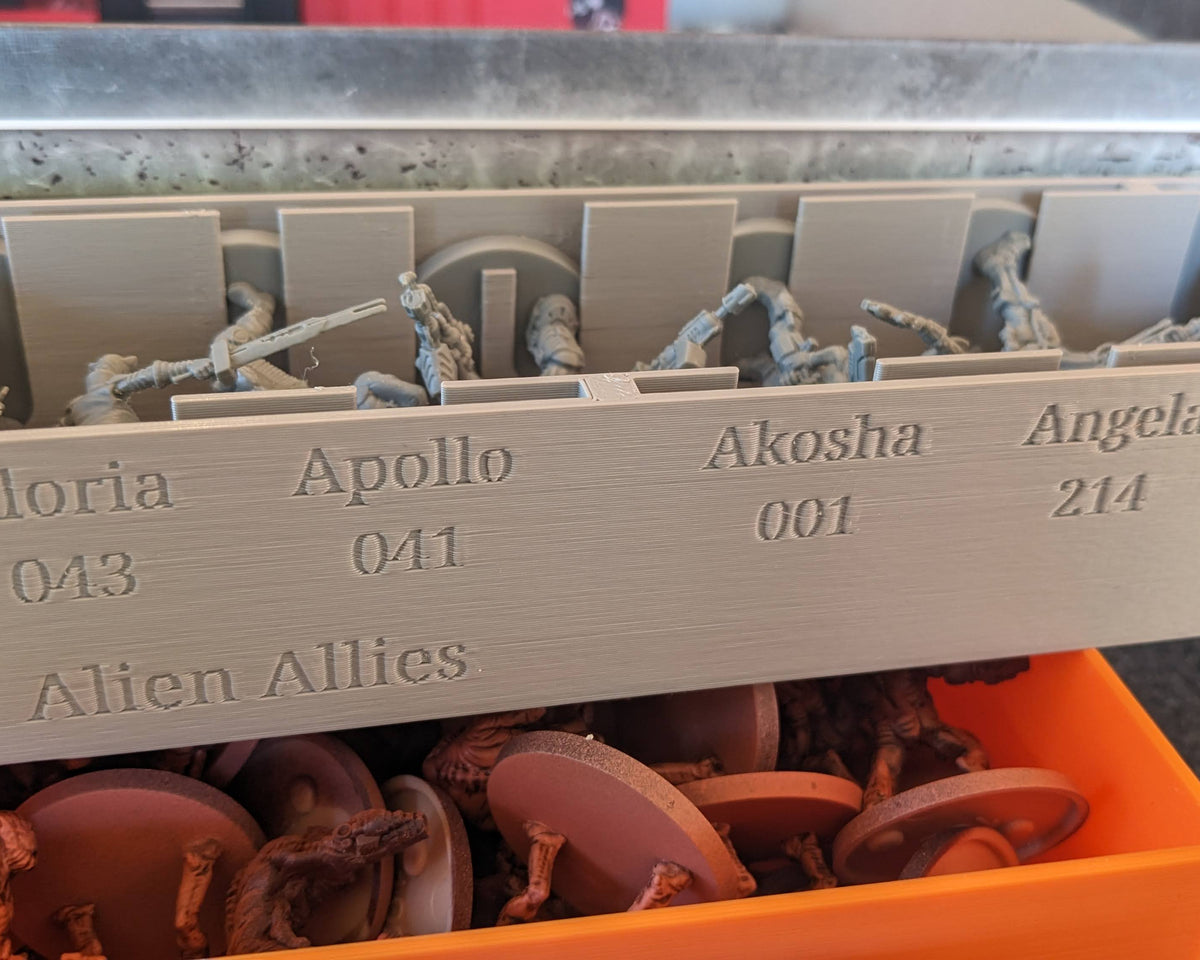 loria Apollo Akosha Angela
043 041 001 214
Alien Allies